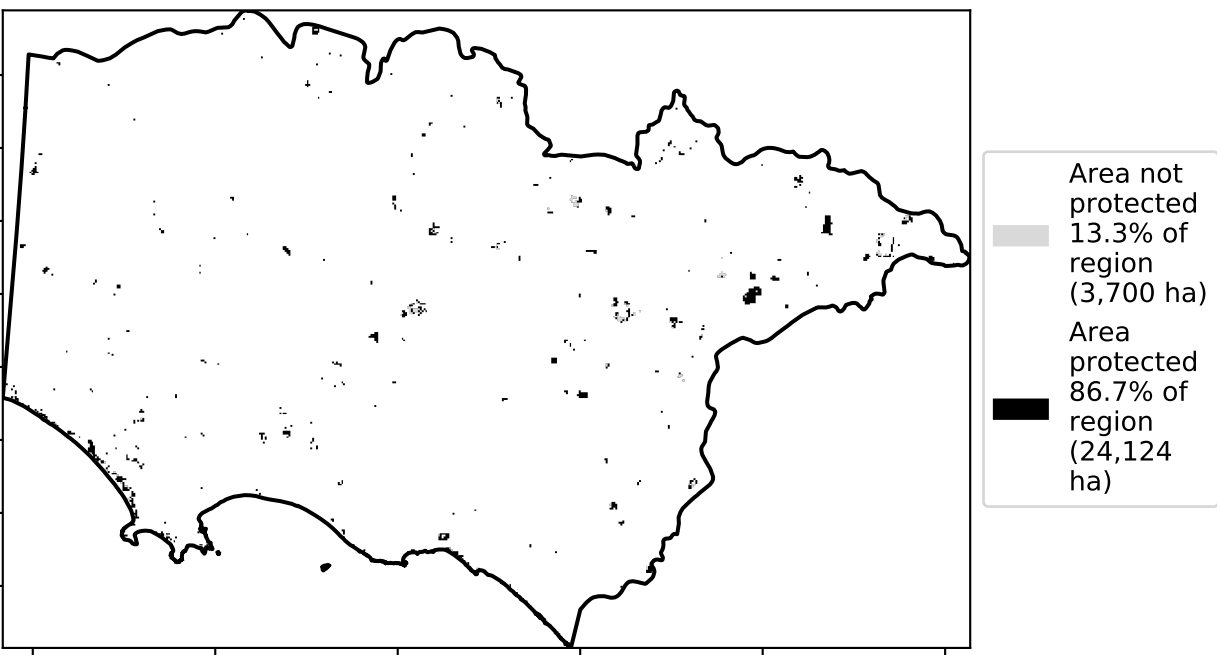 Area not
protected
13.3% of
region
(3,700 ha)
Area
protected
86.7% of
region
(24,124
ha)